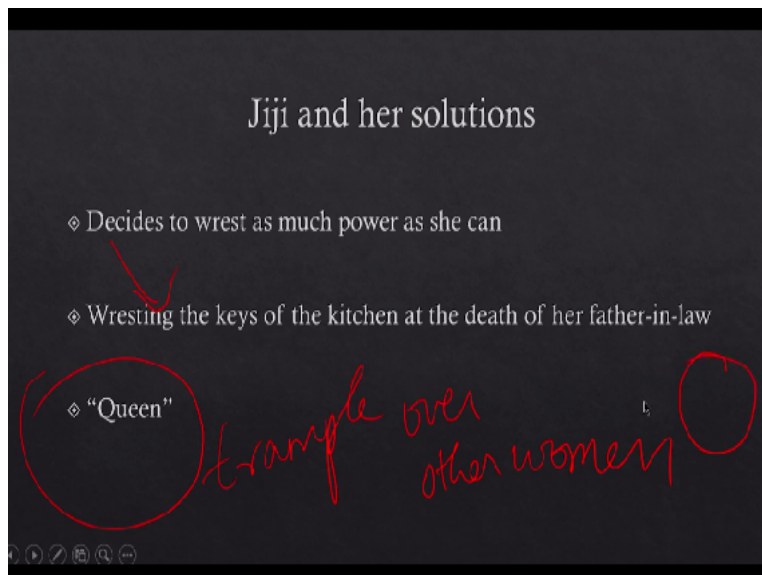 Jiji and her solutions
Decides to wrest as much power as she can
Wresting the keys of the kitchen at the death of her father-in-law
“Queen”
trample over
other women